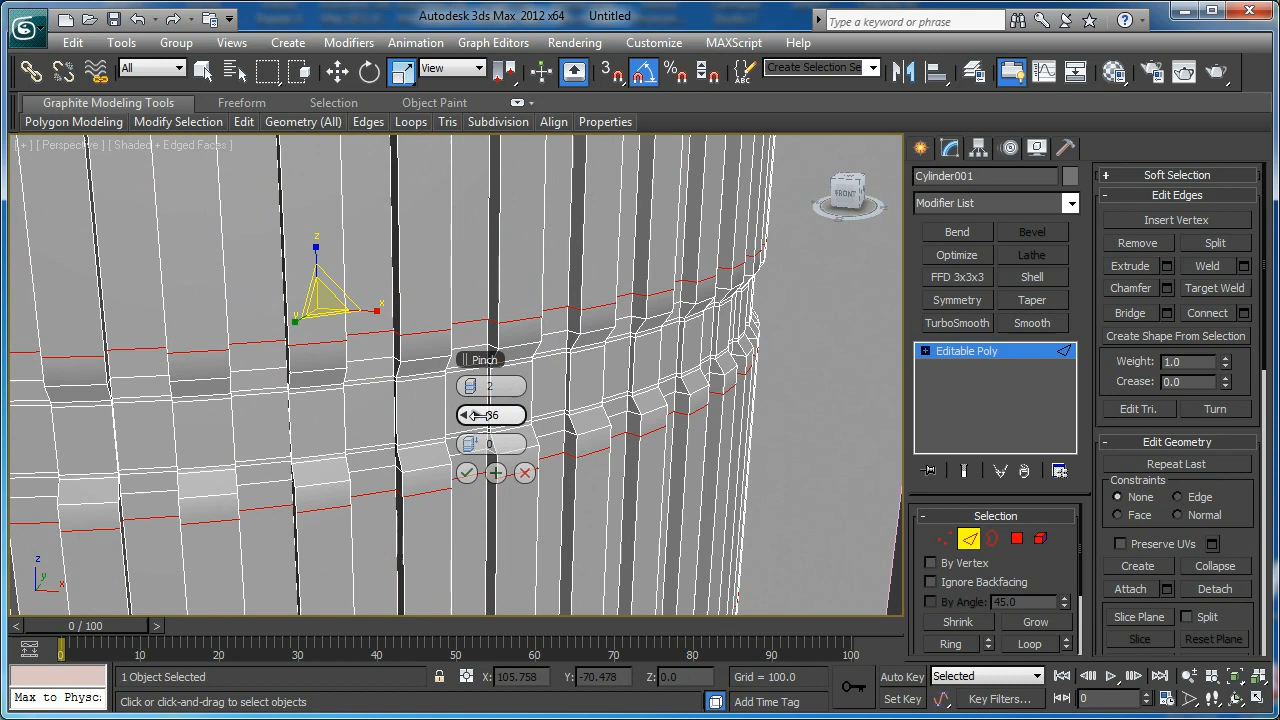 Autodesk 3ds Max 2012 x64 Untitled
Type a keyword or phrase
Edit Tools Group Views Create Modifiers Animation Graph Editors Rendering Customize MAXScript Help
All View 3 Create Selection Se ABC
Graphite Modeling Tools Freeform Selection Object Paint
Polygon Modeling Modify Selection Edit Geometry (All) Edges Loops Tris Subdivision Align Properties
[ + ] [ Perspective ] [ Shaded + Edged Faces ]
FRONT
z
x
y
Pinch
2
86
0
z
y
x
Cylinder001
Modifier List
Bend Bevel
Optimize Lathe
FFD 3x3x3 Shell
Symmetry Taper
TurboSmooth Smooth
Editable Poly
- Selection
By Vertex
Ignore Backfacing
By Angle: 45.0
Shrink Grow
Ring Loop
+ Soft Selection
- Edit Edges
Insert Vertex
Remove Split
Extrude Weld
Chamfer Target Weld
Bridge Connect
Create Shape From Selection
Weight: 1.0
Crease: 0.0
Edit Tri. Turn
- Edit Geometry
Repeat Last
Constraints
None Edge
Face Normal
Preserve UVs
Create Collapse
Attach Detach
Slice Plane Split
Slice Reset Plane
< 0 / 100 >
0 10 20 30 40 50 60 70 80 90 100
1 Object Selected X: 105.758 Y: -70.478 Z: 0.0 Grid = 100.0 Auto Key Selected
Max to Physca Click or click-and-drag to select objects Add Time Tag Set Key Key Filters... 0